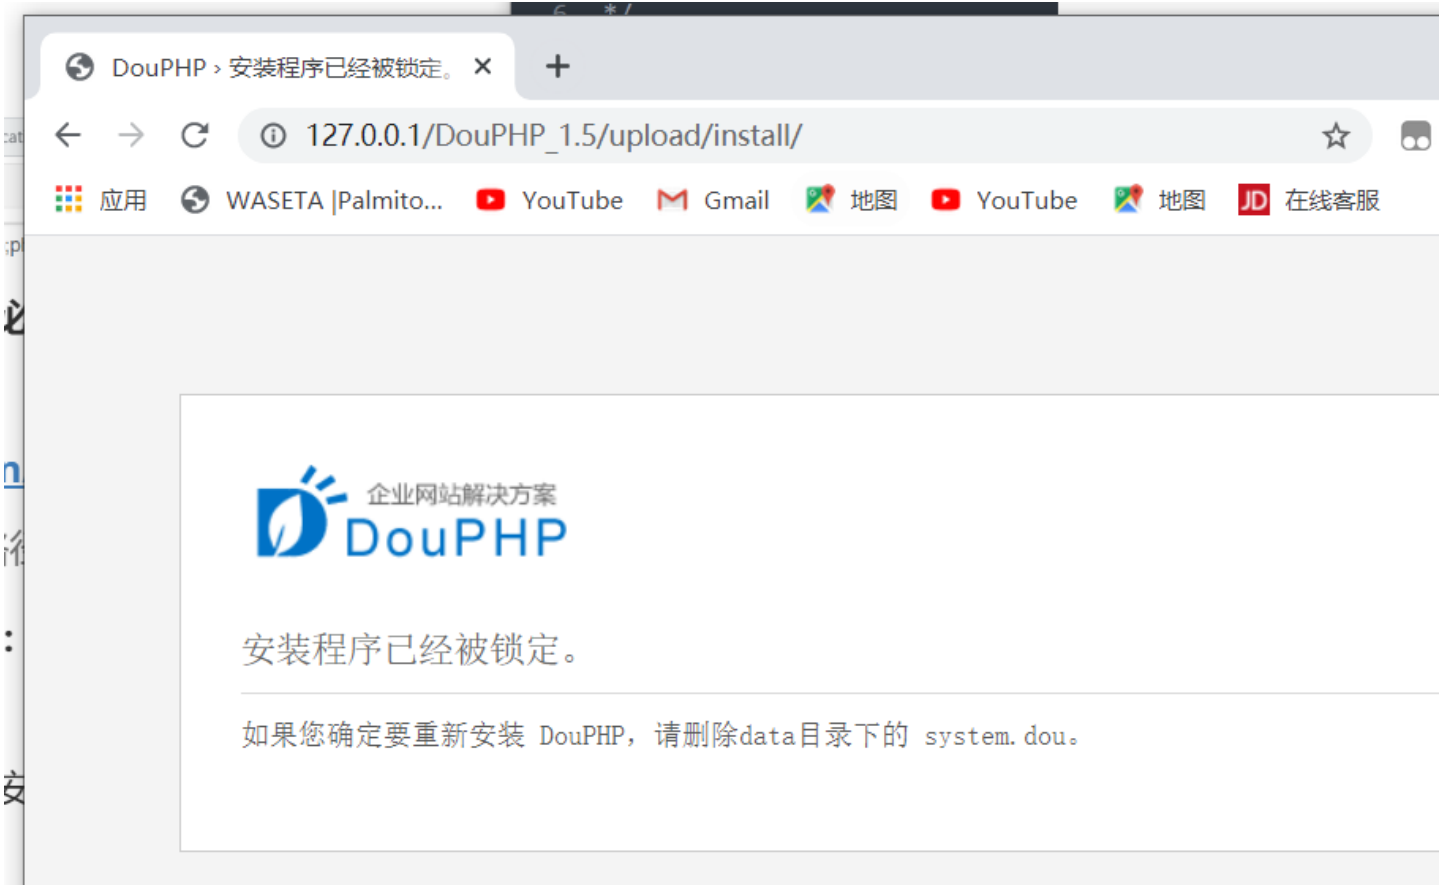 6 */
DouPHP › 安装程序已经被锁定。
127.0.0.1/DouPHP_1.5/upload/install/
应用 WASETA |Palmito... YouTube Gmail 地图 YouTube 地图 JD 在线客服
企业网站解决方案
DouPHP
安装程序已经被锁定。
如果您确定要重新安装 DouPHP，请删除data目录下的 system.dou。